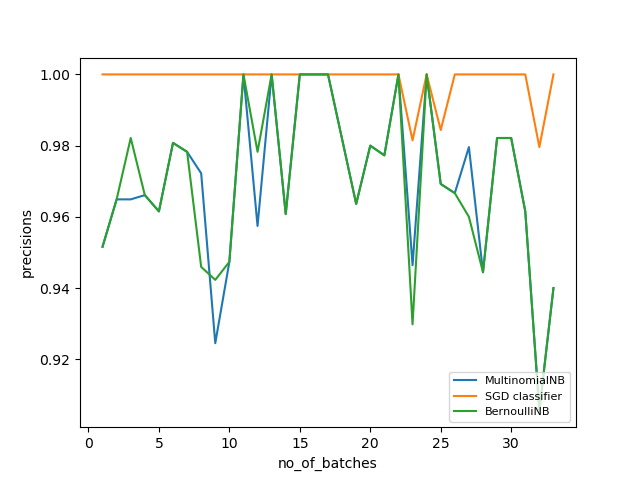 1.00
0.98
0.96
0.94
0.92
precisions
0
5
10
15
20
25
30
no_of_batches
MultinomialNB
SGD classifier
BernoulliNB